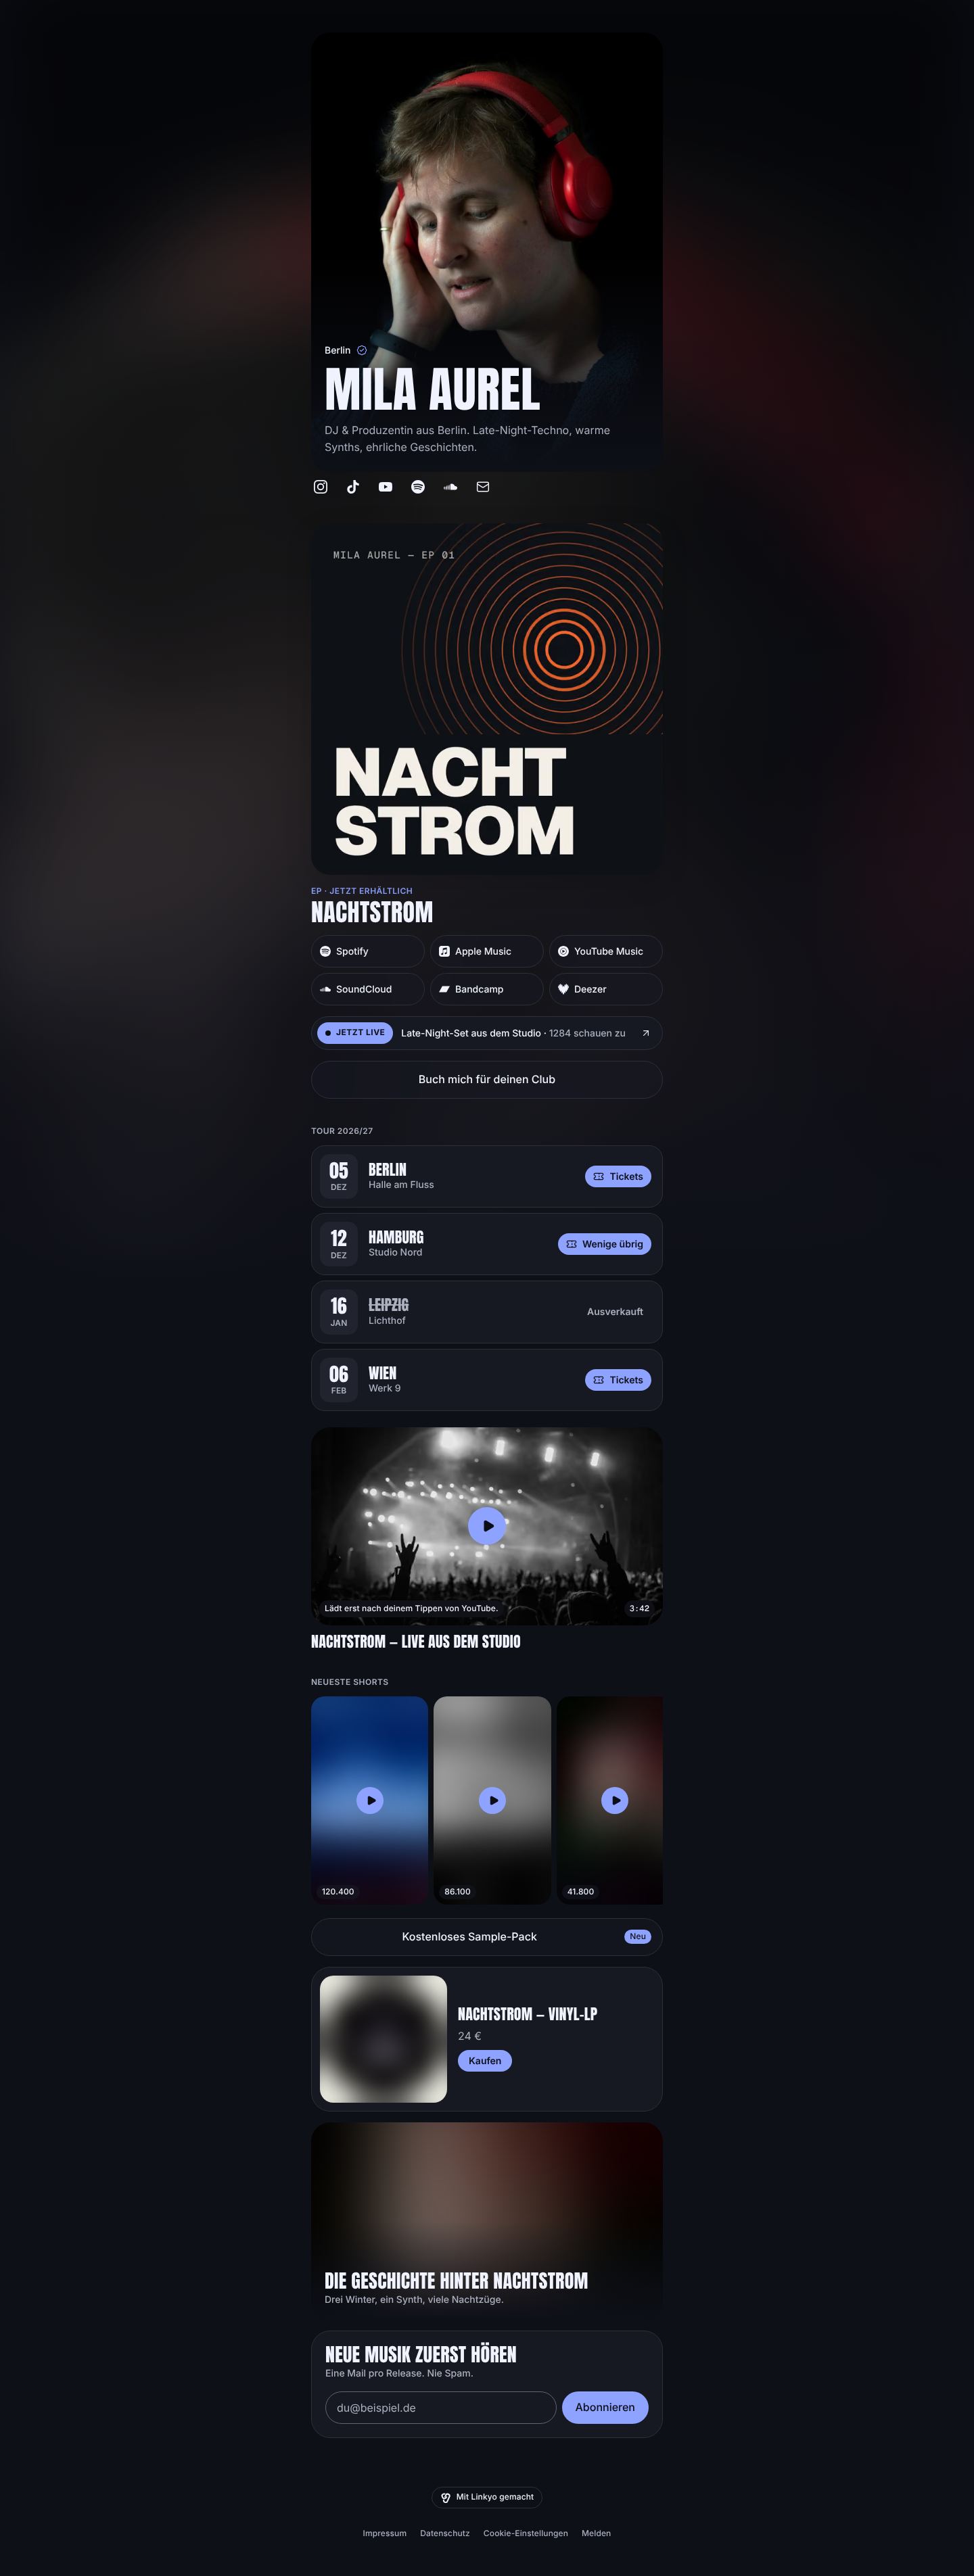 Berlin
MILA AUREL
DJ & Produzentin aus Berlin. Late-Night-Techno, warme
Synths, ehrliche Geschichten.
MILA AUREL – EP 01
NACHT
STROM
EP · JETZT ERHÄLTLICH
NACHTSTROM
Spotify
Apple Music
YouTube Music
SoundCloud
Bandcamp
Deezer
JETZT LIVE
Late-Night-Set aus dem Studio · 1284 schauen zu
Buch mich für deinen Club
TOUR 2026/27
05
DEZ
BERLIN
Halle am Fluss
Tickets
12
DEZ
HAMBURG
Studio Nord
Wenige übrig
16
JAN
LEIPZIG
Lichthof
Ausverkauft
06
FEB
WIEN
Werk 9
Tickets
Lädt erst nach deinem Tippen von YouTube.
3:42
NACHTSTROM – LIVE AUS DEM STUDIO
NEUESTE SHORTS
120.400
86.100
41.800
Kostenloses Sample-Pack
Neu
NACHTSTROM – VINYL-LP
24 €
Kaufen
DIE GESCHICHTE HINTER NACHTSTROM
Drei Winter, ein Synth, viele Nachtzüge.
NEUE MUSIK ZUERST HÖREN
Eine Mail pro Release. Nie Spam.
du@beispiel.de
Abonnieren
Mit Linkyo gemacht
Impressum
Datenschutz
Cookie-Einstellungen
Melden